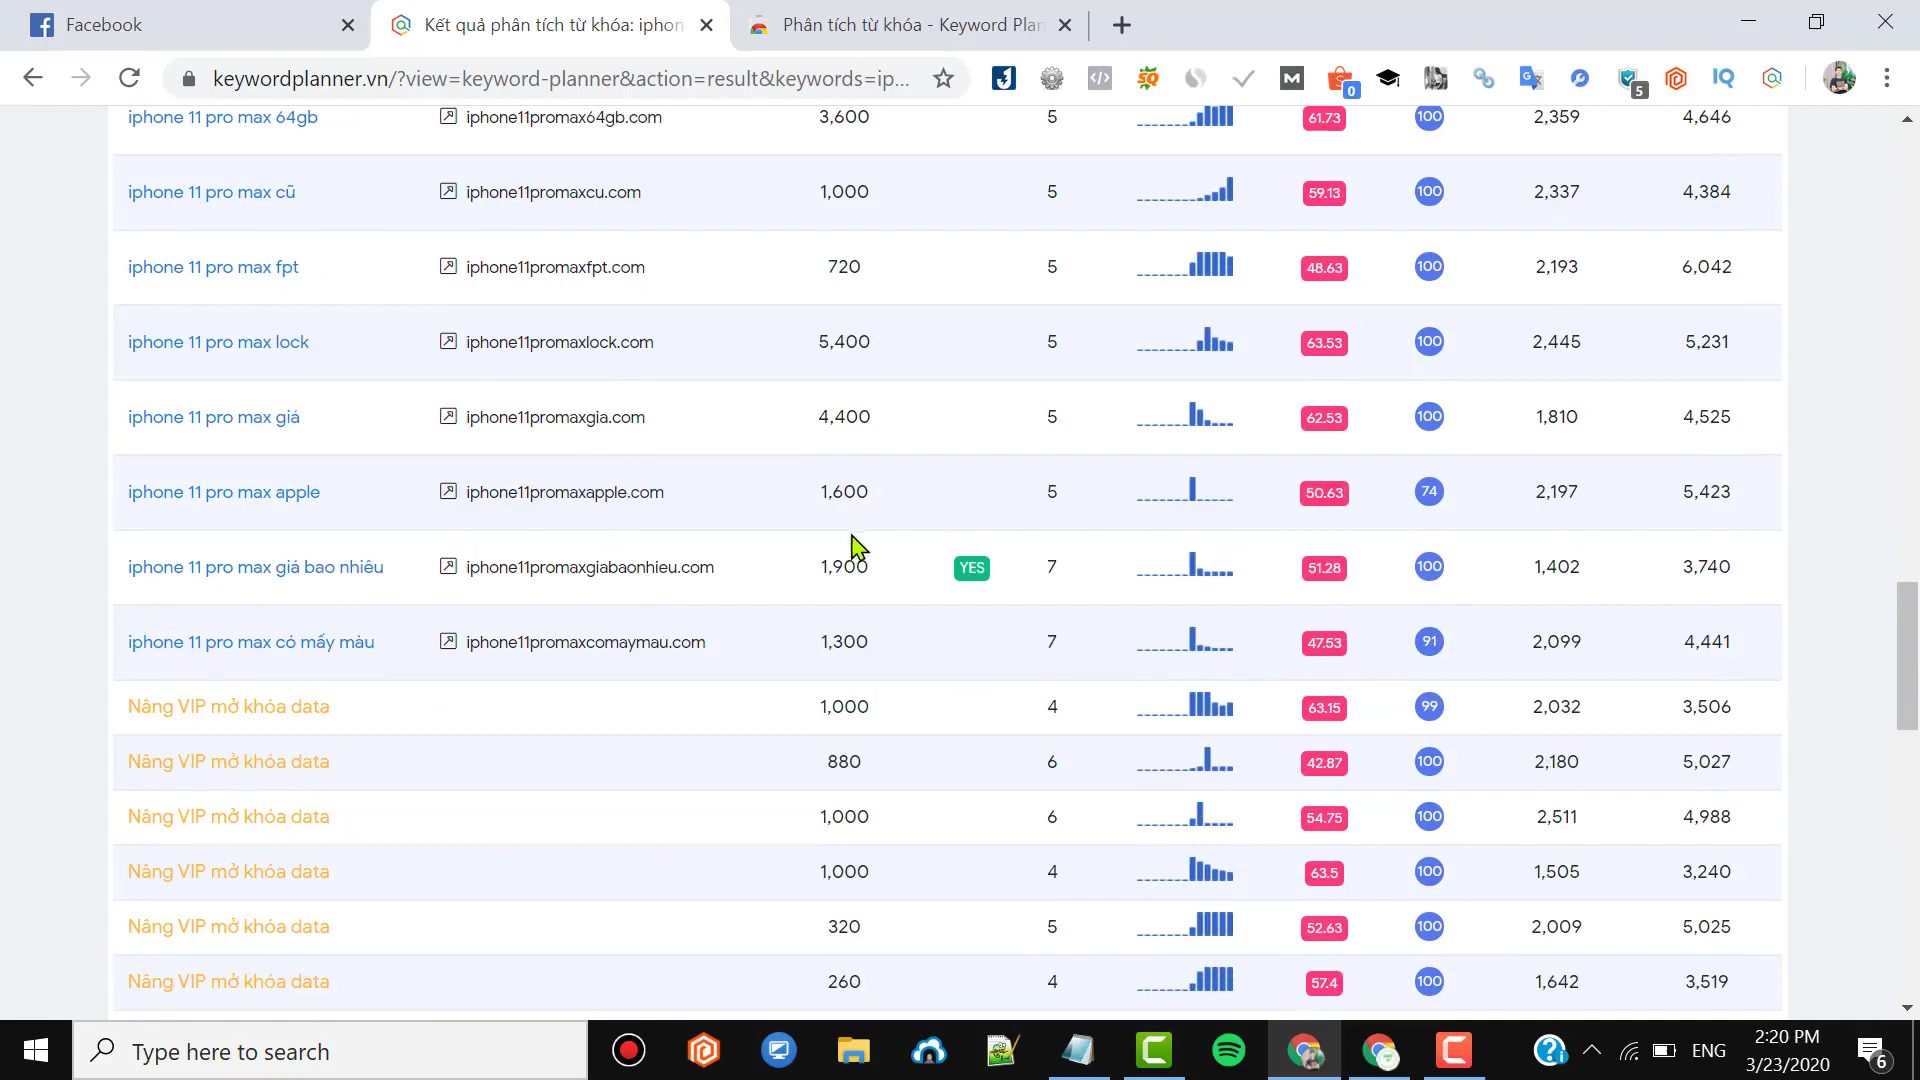 Facebook
Kết quả phân tích từ khóa: iphon
Phân tích từ khóa - Keyword Plan
keywordplanner.vn/?view=keyword-planner&action=result&keywords=ip...
0
5
iphone 11 pro max 64gb iphone11promax64gb.com 3,600 5 61.73 100 2,359 4,646
iphone 11 pro max cũ iphone11promaxcu.com 1,000 5 59.13 100 2,337 4,384
iphone 11 pro max fpt iphone11promaxfpt.com 720 5 48.63 100 2,193 6,042
iphone 11 pro max lock iphone11promaxlock.com 5,400 5 63.53 100 2,445 5,231
iphone 11 pro max giá iphone11promaxgia.com 4,400 5 62.53 100 1,810 4,525
iphone 11 pro max apple iphone11promaxapple.com 1,600 5 50.63 74 2,197 5,423
iphone 11 pro max giá bao nhiêu iphone11promaxgiabaonhieu.com 1,900 YES 7 51.28 100 1,402 3,740
iphone 11 pro max có mấy màu iphone11promaxcomaymau.com 1,300 7 47.53 91 2,099 4,441
Nâng VIP mở khóa data 1,000 4 63.15 99 2,032 3,506
Nâng VIP mở khóa data 880 6 42.87 100 2,180 5,027
Nâng VIP mở khóa data 1,000 6 54.75 100 2,511 4,988
Nâng VIP mở khóa data 1,000 4 63.5 100 1,505 3,240
Nâng VIP mở khóa data 320 5 52.63 100 2,009 5,025
Nâng VIP mở khóa data 260 4 57.4 100 1,642 3,519
Type here to search
ENG
2:20 PM
3/23/2020
6